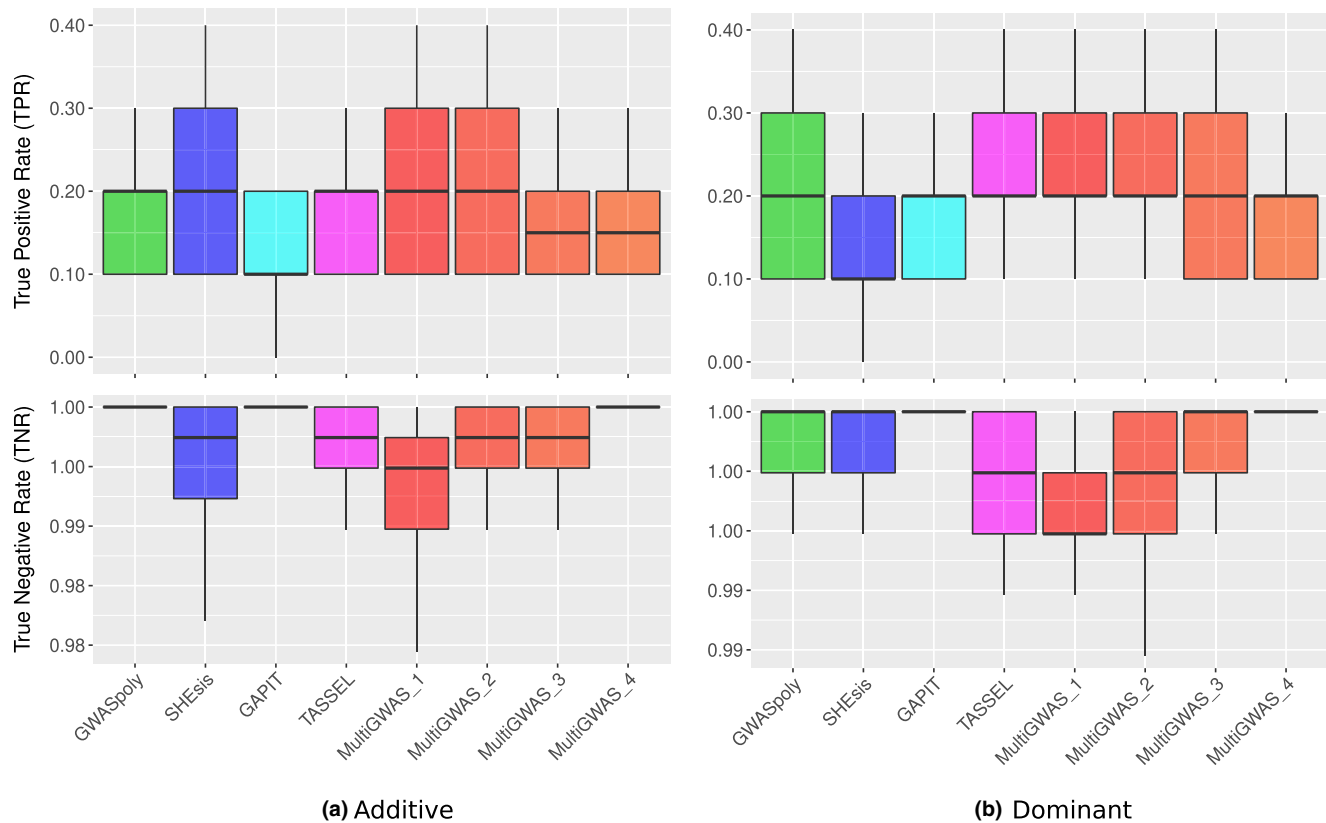 True Positive Rate (TPR)
0.40
0.30
0.20
0.10
0.00
0.40
0.30
0.20
0.10
0.00
True Negative Rate (TNR)
1.00
1.00
0.99
0.98
0.98
1.00
1.00
1.00
0.99
0.99
GWASpoly
SHEsis
GAPIT
TASSEL
MultiGWAS_1
MultiGWAS_2
MultiGWAS_3
MultiGWAS_4
GWASpoly
SHEsis
GAPIT
TASSEL
MultiGWAS_1
MultiGWAS_2
MultiGWAS_3
MultiGWAS_4
(a) Additive
(b) Dominant